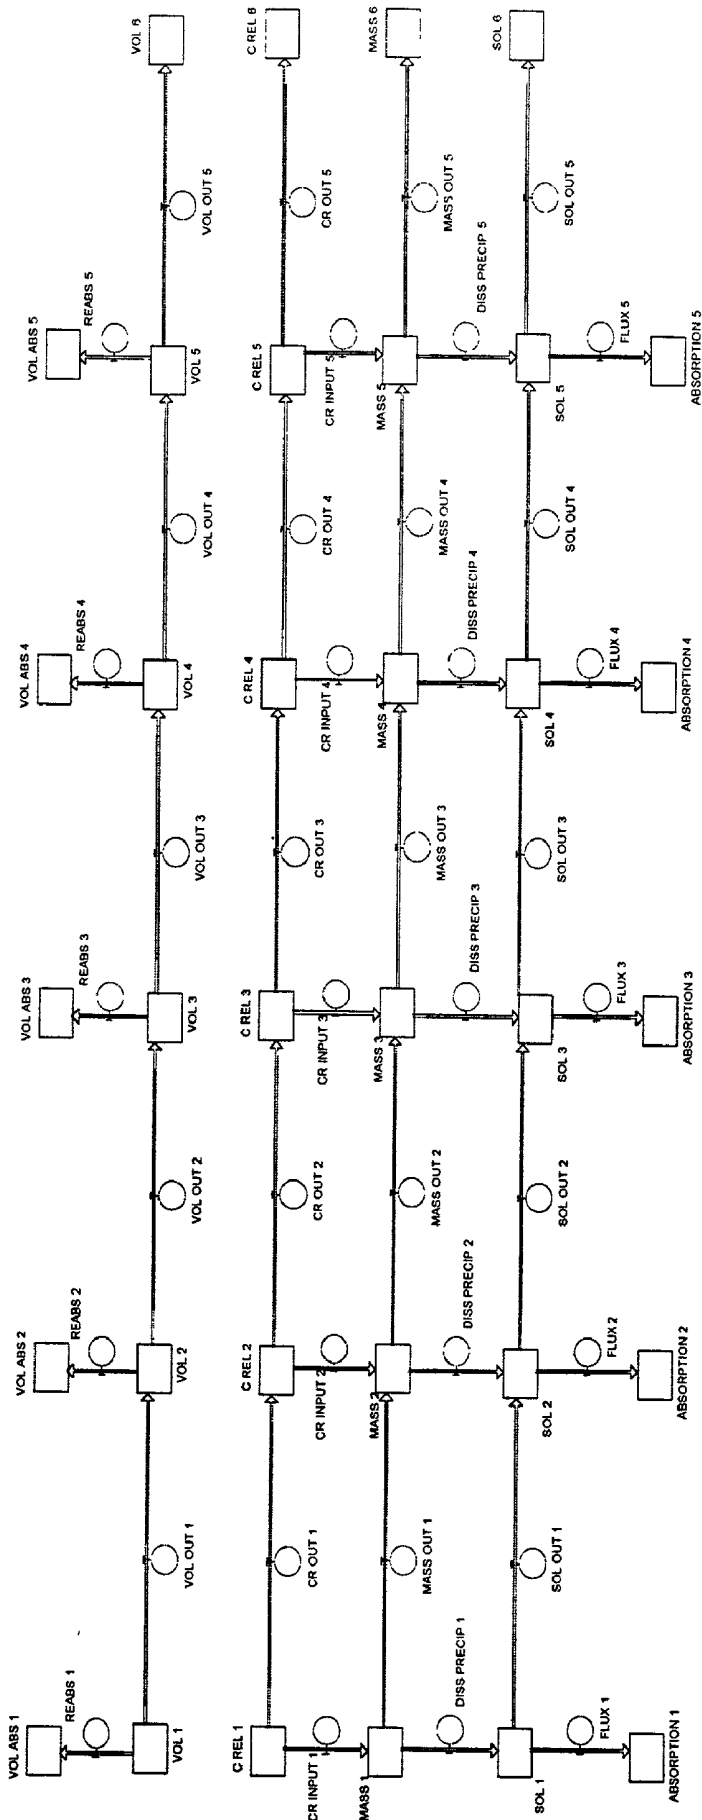 VOL ABS 1
VOL ABS 2
VOL ABS 3
VOL ABS 4
VOL ABS 5
REABS 1
REABS 2
REABS 3
REABS 4
REABS 5
VOL 1
VOL OUT 1
VOL 2
VOL OUT 2
VOL 3
VOL OUT 3
VOL 4
VOL OUT 4
VOL 5
VOL OUT 5
VOL 6
C REL 1
CR OUT 1
C REL 2
CR OUT 2
C REL 3
CR OUT 3
C REL 4
CR OUT 4
C REL 5
CR OUT 5
C REL 6
CR INPUT 1
CR INPUT 2
CR INPUT 3
CR INPUT 4
CR INPUT 5
MASS 1
MASS OUT 1
MASS 2
MASS OUT 2
MASS 3
MASS OUT 3
MASS 4
MASS OUT 4
MASS 5
MASS OUT 5
MASS 6
DISS PRECIP 1
DISS PRECIP 2
DISS PRECIP 3
DISS PRECIP 4
DISS PRECIP 5
SOL 1
SOL OUT 1
SOL 2
SOL OUT 2
SOL 3
SOL OUT 3
SOL 4
SOL OUT 4
SOL 5
SOL OUT 5
SOL 6
FLUX 1
FLUX 2
FLUX 3
FLUX 4
FLUX 5
ABSORPTION 1
ABSORPTION 2
ABSORPTION 3
ABSORPTION 4
ABSORPTION 5